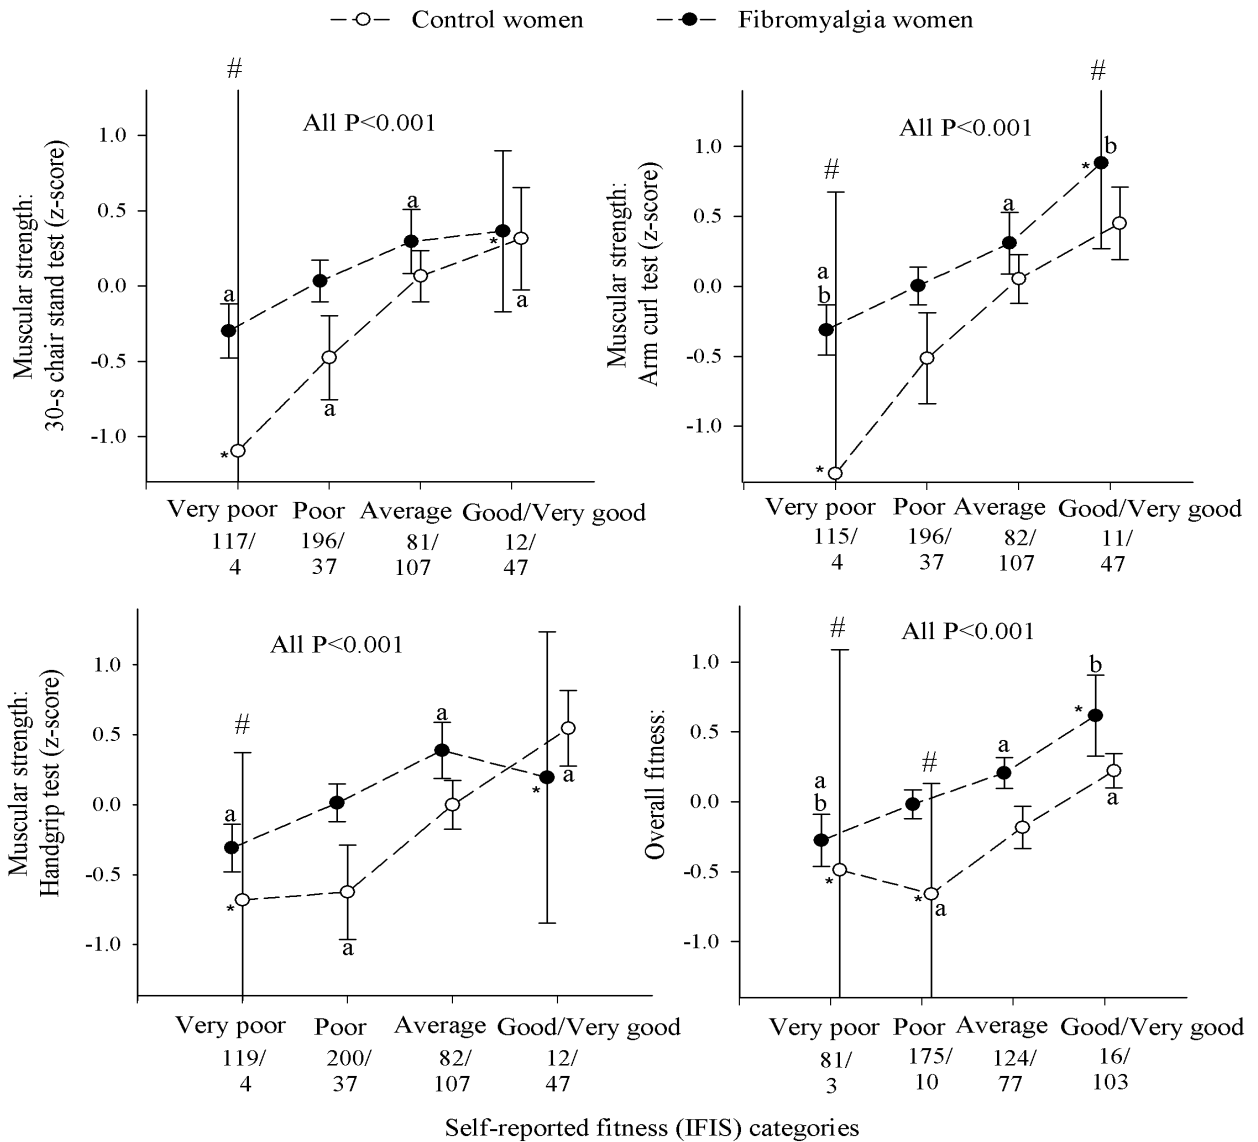 Control women
Fibromyalgia women
Muscular strength:
30-s chair stand test (z-score)
#
All P<0.001
1.0
0.5
0.0
-0.5
-1.0
a
a
a
a
*
*
Very poor Poor Average Good/Very good
117/ 196/ 81/ 12/
4 37 107 47
Muscular strength:
Arm curl test (z-score)
#
#
All P<0.001
1.0
0.5
0.0
-0.5
-1.0
a
b
a
b
*
*
Very poor Poor Average Good/Very good
115/ 196/ 82/ 11/
4 37 107 47
Muscular strength:
Handgrip test (z-score)
#
All P<0.001
1.0
0.5
0.0
-0.5
-1.0
a
a
a
a
*
*
Very poor Poor Average Good/Very good
119/ 200/ 82/ 12/
4 37 107 47
Overall fitness:
#
#
All P<0.001
1.0
0.5
0.0
-0.5
-1.0
a
b
a
b
a
a
*
*
*
Very poor Poor Average Good/Very good
81/ 175/ 124/ 16/
3 10 77 103
Self-reported fitness (IFIS) categories